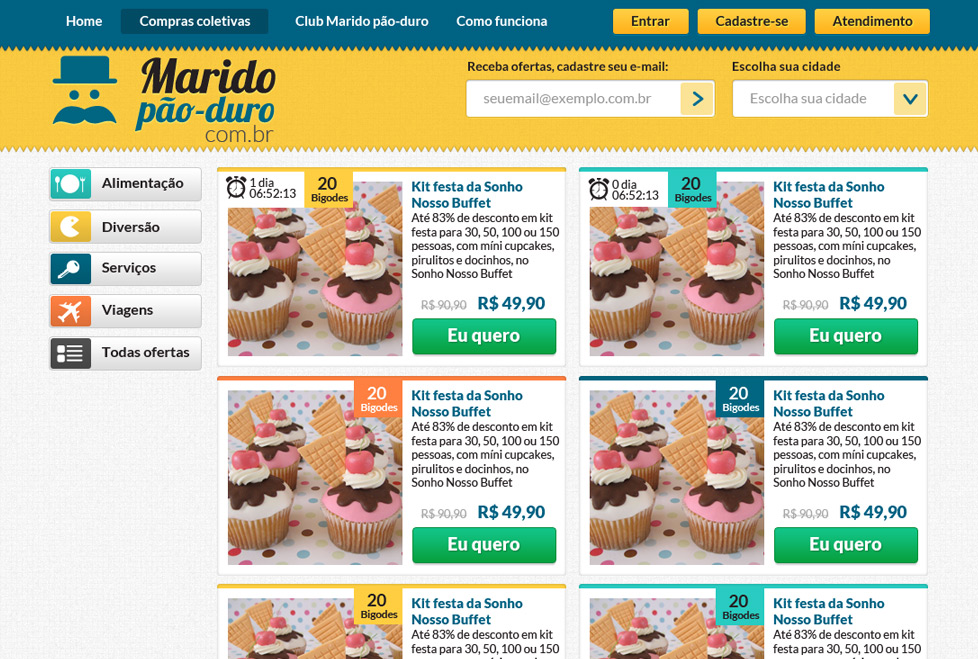 Home
Compras coletivas
Club Marido pão-duro
Como funciona
Entrar
Cadastre-se
Atendimento
Marido
pão-duro
com.br
Receba ofertas, cadastre seu e-mail:
seuemail@exemplo.com.br
Escolha sua cidade
Escolha sua cidade
Alimentação
Diversão
Serviços
Viagens
Todas ofertas
1 dia
06:52:13
20
Bigodes
Kit festa da Sonho
Nosso Buffet
Até 83% de desconto em kit
festa para 30, 50, 100 ou 150
pessoas, com míni cupcakes,
pirulitos e docinhos, no
Sonho Nosso Buffet
R$ 90,90 R$ 49,90
Eu quero
0 dia
06:52:13
20
Bigodes
Kit festa da Sonho
Nosso Buffet
Até 83% de desconto em kit
festa para 30, 50, 100 ou 150
pessoas, com míni cupcakes,
pirulitos e docinhos, no
Sonho Nosso Buffet
R$ 90,90 R$ 49,90
Eu quero
20
Bigodes
Kit festa da Sonho
Nosso Buffet
Até 83% de desconto em kit
festa para 30, 50, 100 ou 150
pessoas, com míni cupcakes,
pirulitos e docinhos, no
Sonho Nosso Buffet
R$ 90,90 R$ 49,90
Eu quero
20
Bigodes
Kit festa da Sonho
Nosso Buffet
Até 83% de desconto em kit
festa para 30, 50, 100 ou 150
pessoas, com míni cupcakes,
pirulitos e docinhos, no
Sonho Nosso Buffet
R$ 90,90 R$ 49,90
Eu quero
20
Bigodes
Kit festa da Sonho
Nosso Buffet
Até 83% de desconto em kit
festa para 30, 50, 100 ou 150
20
Bigodes
Kit festa da Sonho
Nosso Buffet
Até 83% de desconto em kit
festa para 30, 50, 100 ou 150